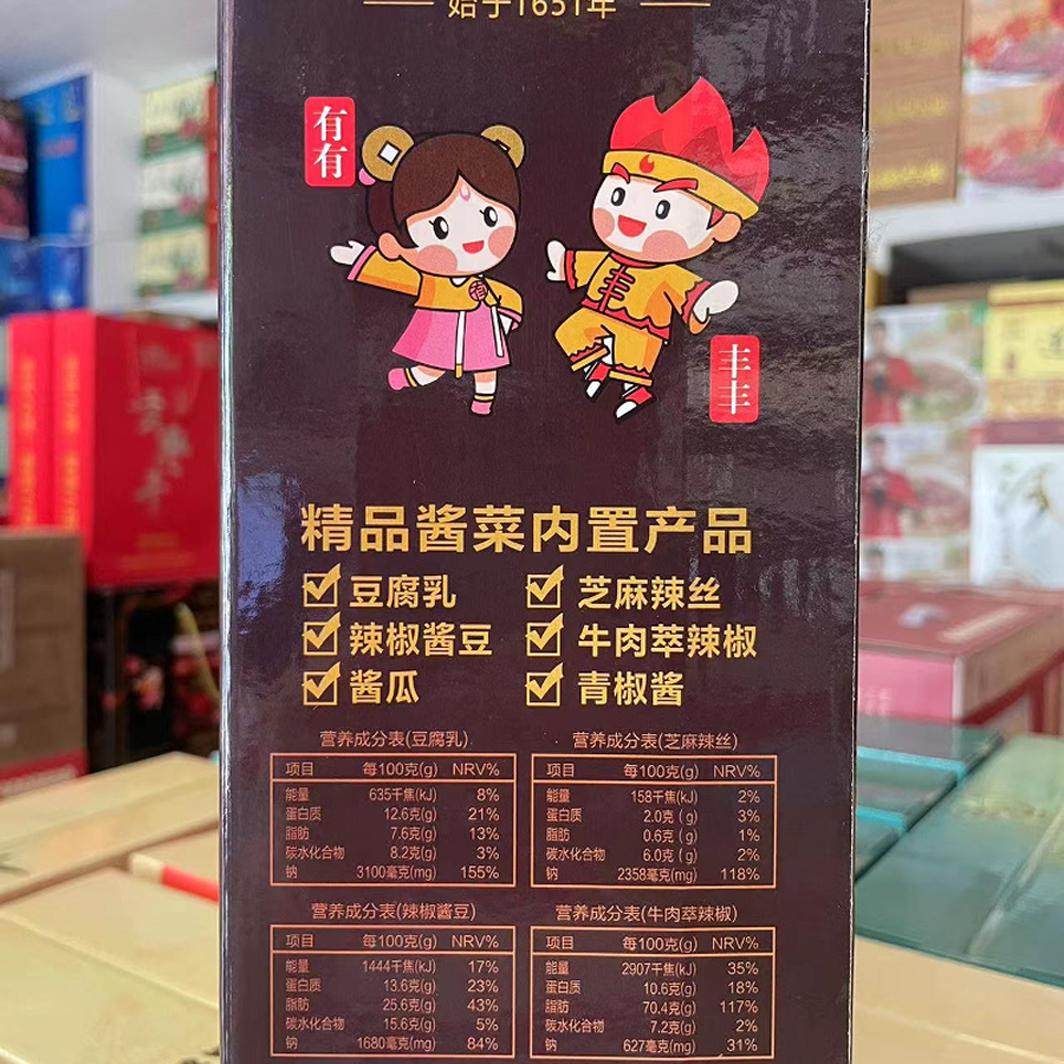 始于1651年
有有
丰丰
精品酱菜内置产品
豆腐乳 芝麻辣丝
辣椒酱豆 牛肉萃辣椒
酱瓜 青椒酱
营养成分表(豆腐乳)
项目 每100克(g) NRV%
能量 635千焦(kJ) 8%
蛋白质 12.6克(g) 21%
脂肪 7.6克(g) 13%
碳水化合物 8.2克(g) 3%
钠 3100毫克(mg) 155%
营养成分表(芝麻辣丝)
项目 每100克(g) NRV%
能量 158千焦(kJ) 2%
蛋白质 2.0克(g) 3%
脂肪 0.6克(g) 1%
碳水化合物 6.0克(g) 2%
钠 2358毫克(mg) 118%
营养成分表(辣椒酱豆)
项目 每100克(g) NRV%
能量 1444千焦(kJ) 17%
蛋白质 13.6克(g) 23%
脂肪 25.6克(g) 43%
碳水化合物 15.6克(g) 5%
钠 1680毫克(mg) 84%
营养成分表(牛肉萃辣椒)
项目 每100克(g) NRV%
能量 2907千焦(kJ) 35%
蛋白质 10.6克(g) 18%
脂肪 70.4克(g) 117%
碳水化合物 7.2克(g) 2%
钠 627毫克(mg) 31%